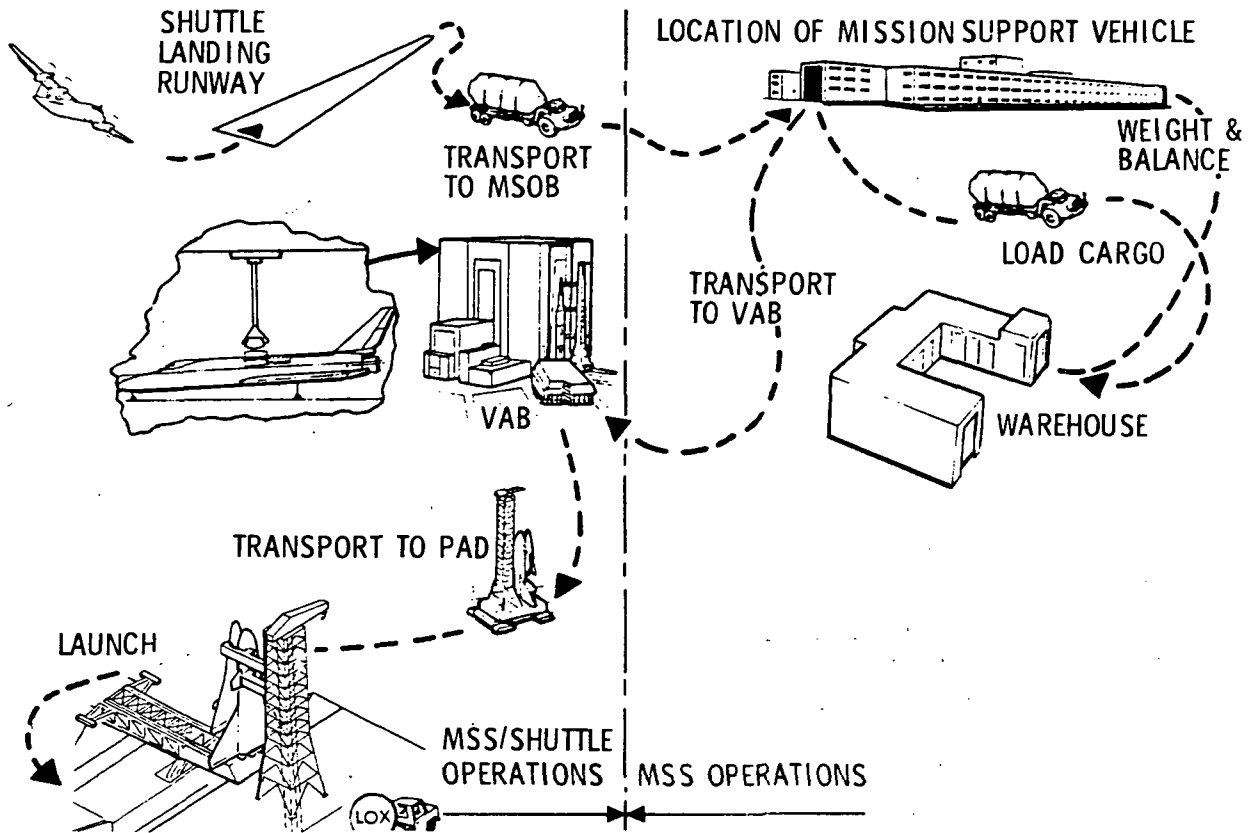 SHUTTLE
LANDING
RUNWAY
LOCATION OF MISSION SUPPORT VEHICLE
TRANSPORT
TO MSOB
WEIGHT &
BALANCE
LOAD CARGO
TRANSPORT
TO VAB
VAB
WAREHOUSE
TRANSPORT TO PAD
LAUNCH
MSS/SHUTTLE
OPERATIONS
MSS OPERATIONS
LOX